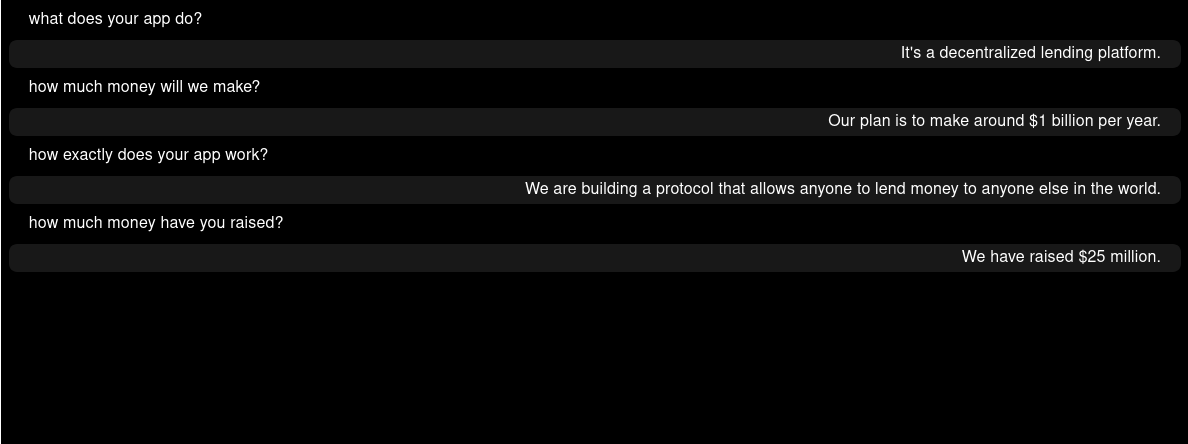 what does your app do?
It's a decentralized lending platform.
how much money will we make?
Our plan is to make around $1 billion per year.
how exactly does your app work?
We are building a protocol that allows anyone to lend money to anyone else in the world.
how much money have you raised?
We have raised $25 million.